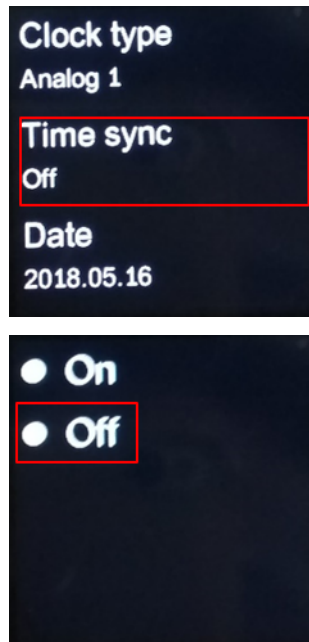 Clock type
Analog 1
Time sync
Off
Date
2018.05.16
On
Off